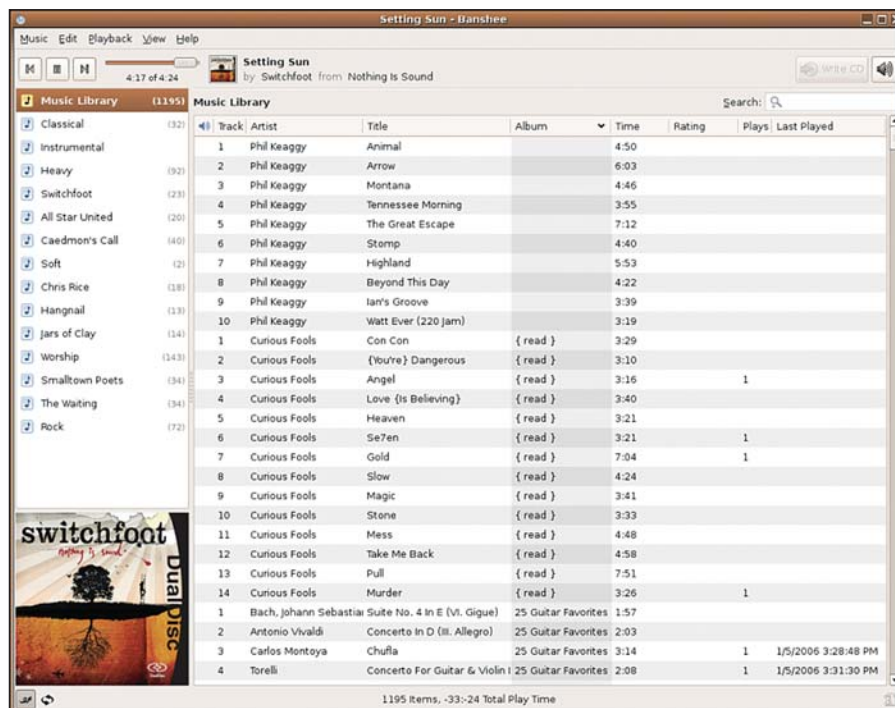 Setting Sun - Banshee
Music Edit Playback View Help
4:17 of 4:24
Setting Sun
by Switchfoot from Nothing Is Sound
Write CD
Music Library (1195)
Classical (32)
Instrumental
Heavy (92)
Switchfoot (23)
All Star United (20)
Caedmon's Call (40)
Soft (2)
Chris Rice (18)
Hangnail (13)
Jars of Clay (14)
Worship (143)
Smalltown Poets (34)
The Waiting (34)
Rock (72)
switchfoot
nothing is sound
DualDisc
Music Library Search:
Track Artist Title Album Time Rating Plays Last Played
1 Phil Keaggy Animal 4:50
2 Phil Keaggy Arrow 6:03
3 Phil Keaggy Montana 4:46
4 Phil Keaggy Tennessee Morning 3:55
5 Phil Keaggy The Great Escape 7:12
6 Phil Keaggy Stomp 4:40
7 Phil Keaggy Highland 5:53
8 Phil Keaggy Beyond This Day 4:22
9 Phil Keaggy Ian's Groove 3:39
10 Phil Keaggy Watt Ever (220 Jam) 3:19
1 Curious Fools Con Con { read } 3:29
2 Curious Fools {You're} Dangerous { read } 3:10
3 Curious Fools Angel { read } 3:16 1
4 Curious Fools Love {Is Believing} { read } 3:40
5 Curious Fools Heaven { read } 3:21
6 Curious Fools Se7en { read } 3:21 1
7 Curious Fools Gold { read } 7:04 1
8 Curious Fools Slow { read } 4:24
9 Curious Fools Magic { read } 3:41
10 Curious Fools Stone { read } 3:33
11 Curious Fools Mess { read } 4:48
12 Curious Fools Take Me Back { read } 4:58
13 Curious Fools Pull { read } 7:51
14 Curious Fools Murder { read } 3:26 1
1 Bach, Johann Sebastia Suite No. 4 In E (VI. Gigue) 25 Guitar Favorites 1:57
2 Antonio Vivaldi Concerto In D (III. Allegro) 25 Guitar Favorites 2:03
3 Carlos Montoya Chufla 25 Guitar Favorites 3:14 1 1/5/2006 3:28:48 PM
4 Torelli Concerto For Guitar & Violin I 25 Guitar Favorites 2:08 1 1/5/2006 3:31:30 PM
1195 Items, -33:-24 Total Play Time